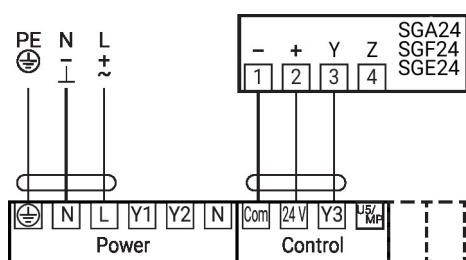 PE N L
- +
⊥ ~
SGA24
SGF24
SGE24
- + Y Z
1 2 3 4
N L Y1 Y2 N Com 24 V Y3 U5/MP
Power Control